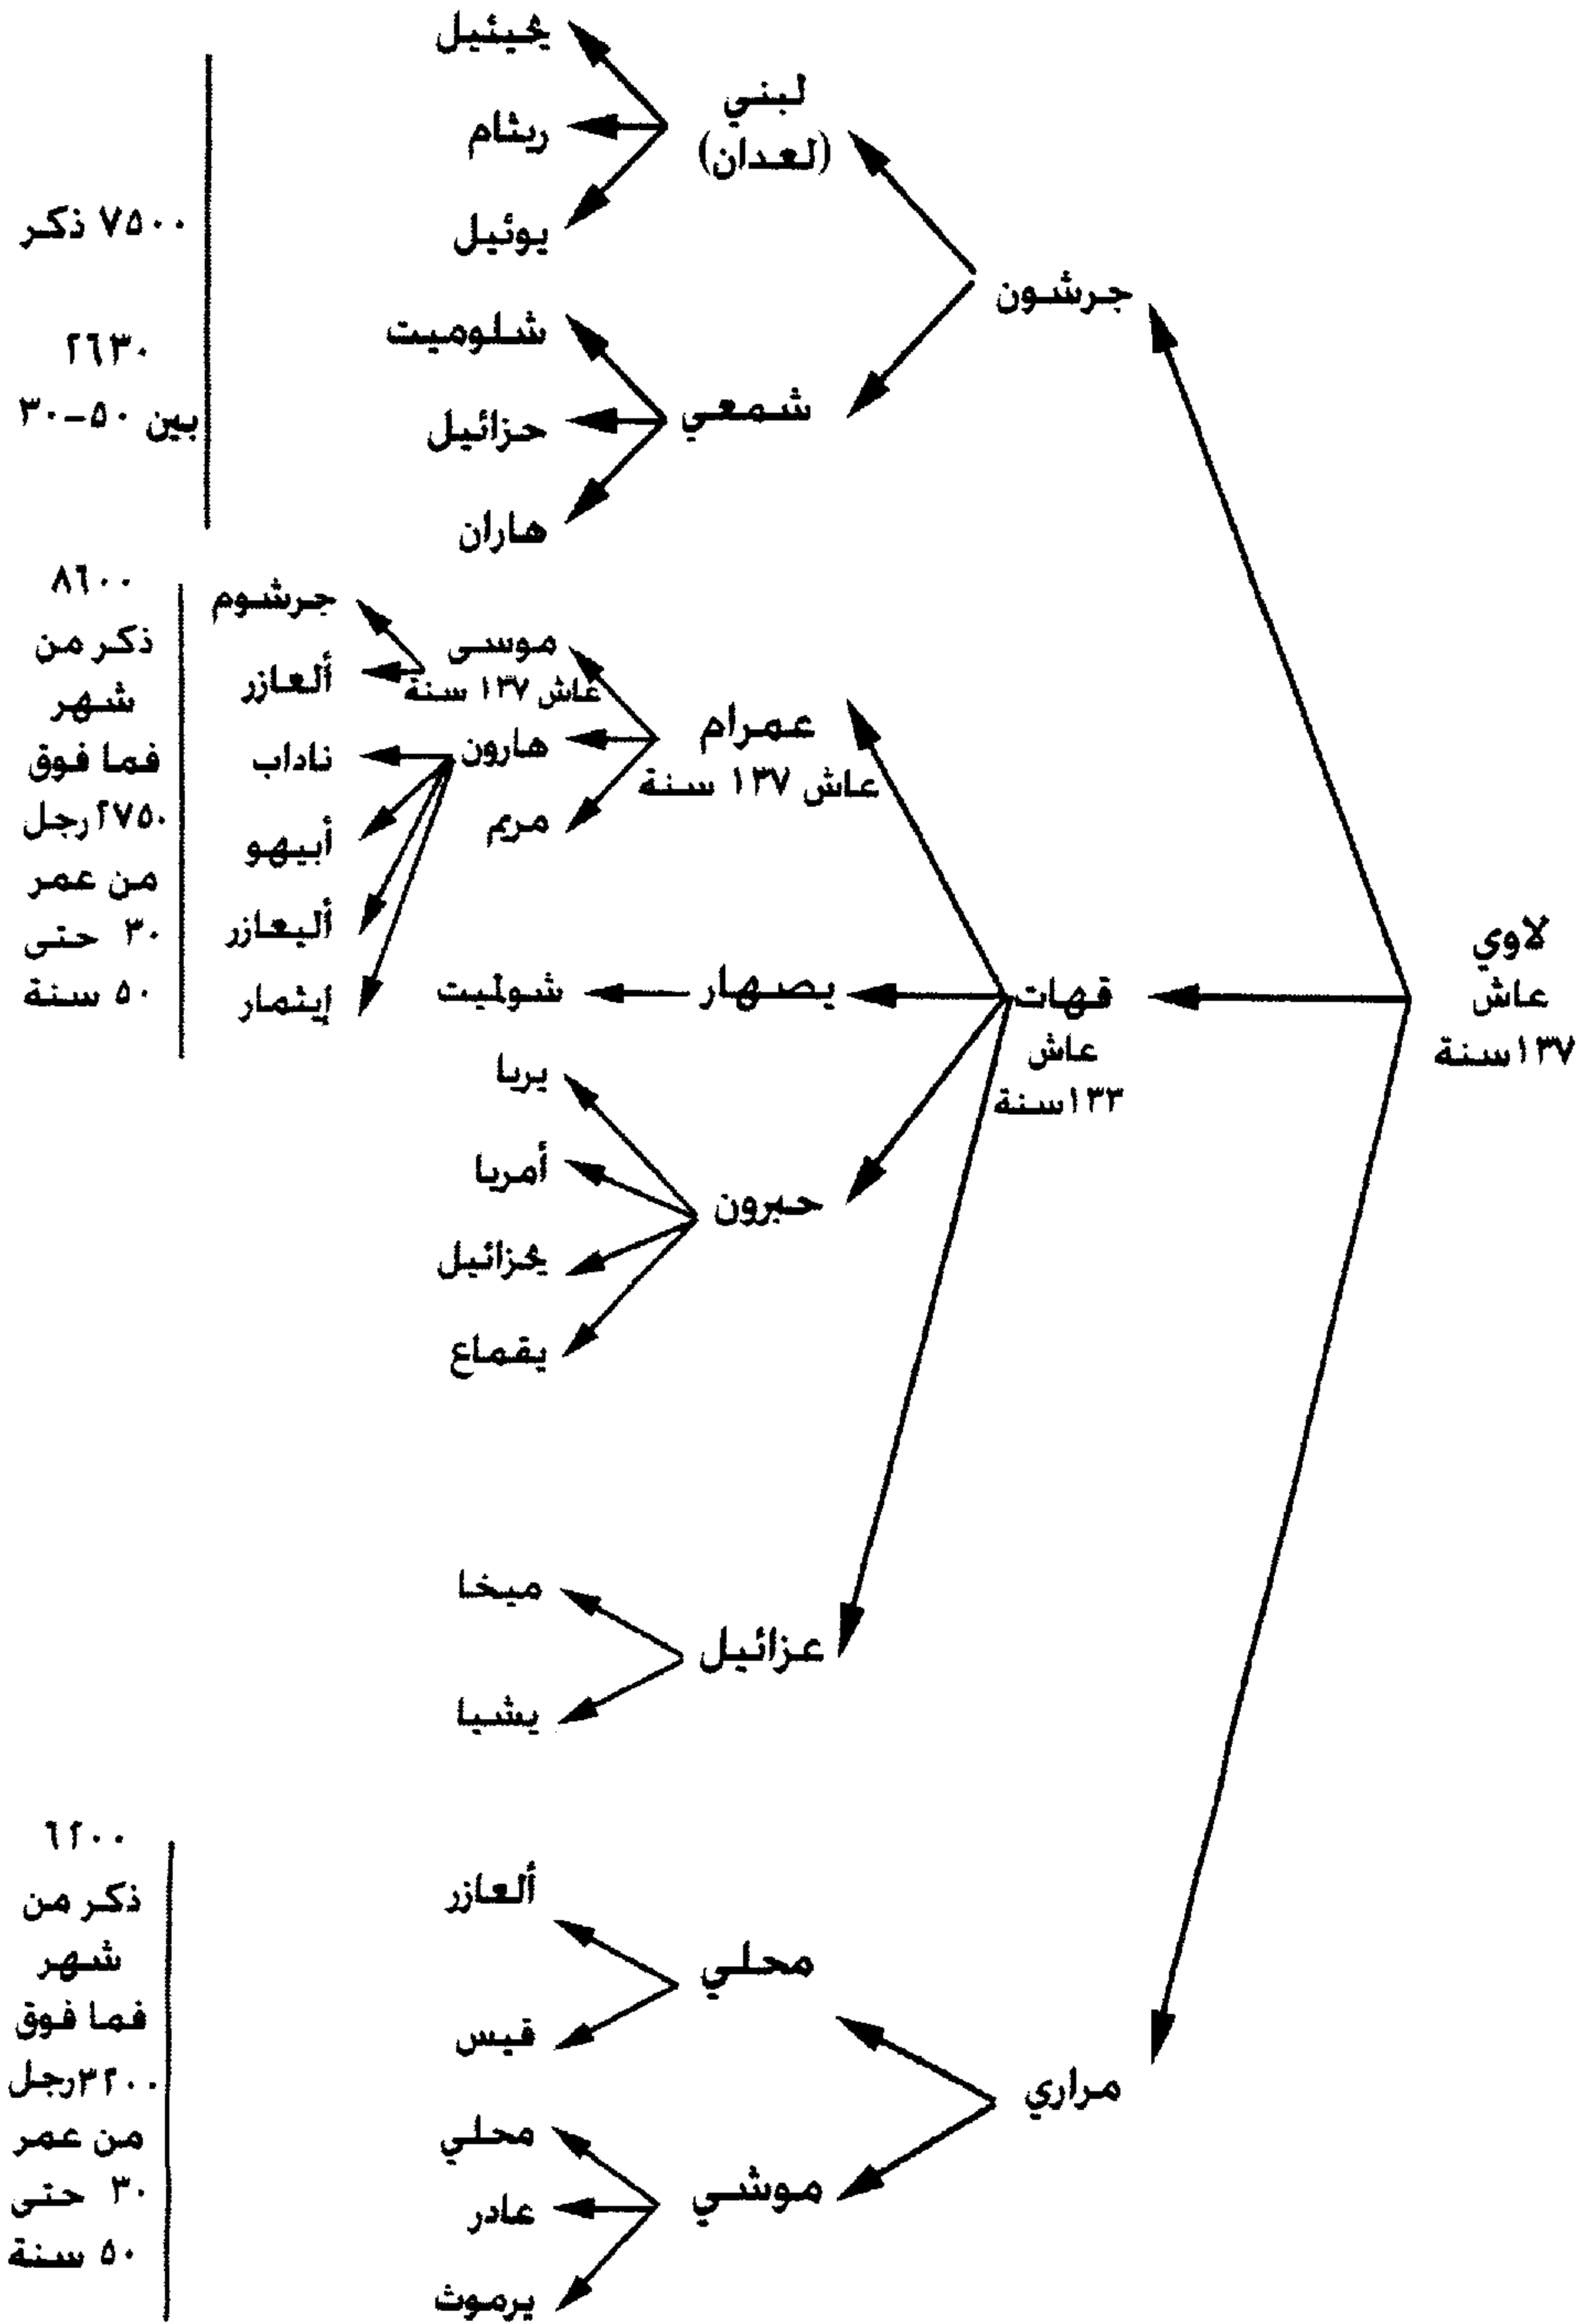 لاوي
عاش
١٣٧سنة
جرشون
لبني
(لعدان)
يحيئيل
ريثام
يوئيل
شمعي
شلوميت
حزائيل
هاران
٧٥٠٠ ذكر
٢٦٣٠
بين ٥٠-٣٠
قهات
عاش
١٣٣سنة
عمرام
عاش ١٣٧ سنة
موسى
عاش ١٣٧ سنة
جرشوم
ألعازر
هارون
ناداب
أبيهو
أليعازر
إيثمار
مريم
يصهار
شولميت
حبرون
يريا
أمريا
يحزائيل
يقماع
عزائيل
ميخا
يشيا
٨٦٠٠
ذكر من
شهر
فما فوق
٢٧٥٠رجل
من عمر
٣٠ حتى
٥٠ سنة
مراري
محلي
ألعازر
قيس
موشي
محلي
عادر
يرموث
٦٢٠٠
ذكر من
شهر
فما فوق
٣٢٠٠رجل
من عمر
٣٠ حتى
٥٠ سنة